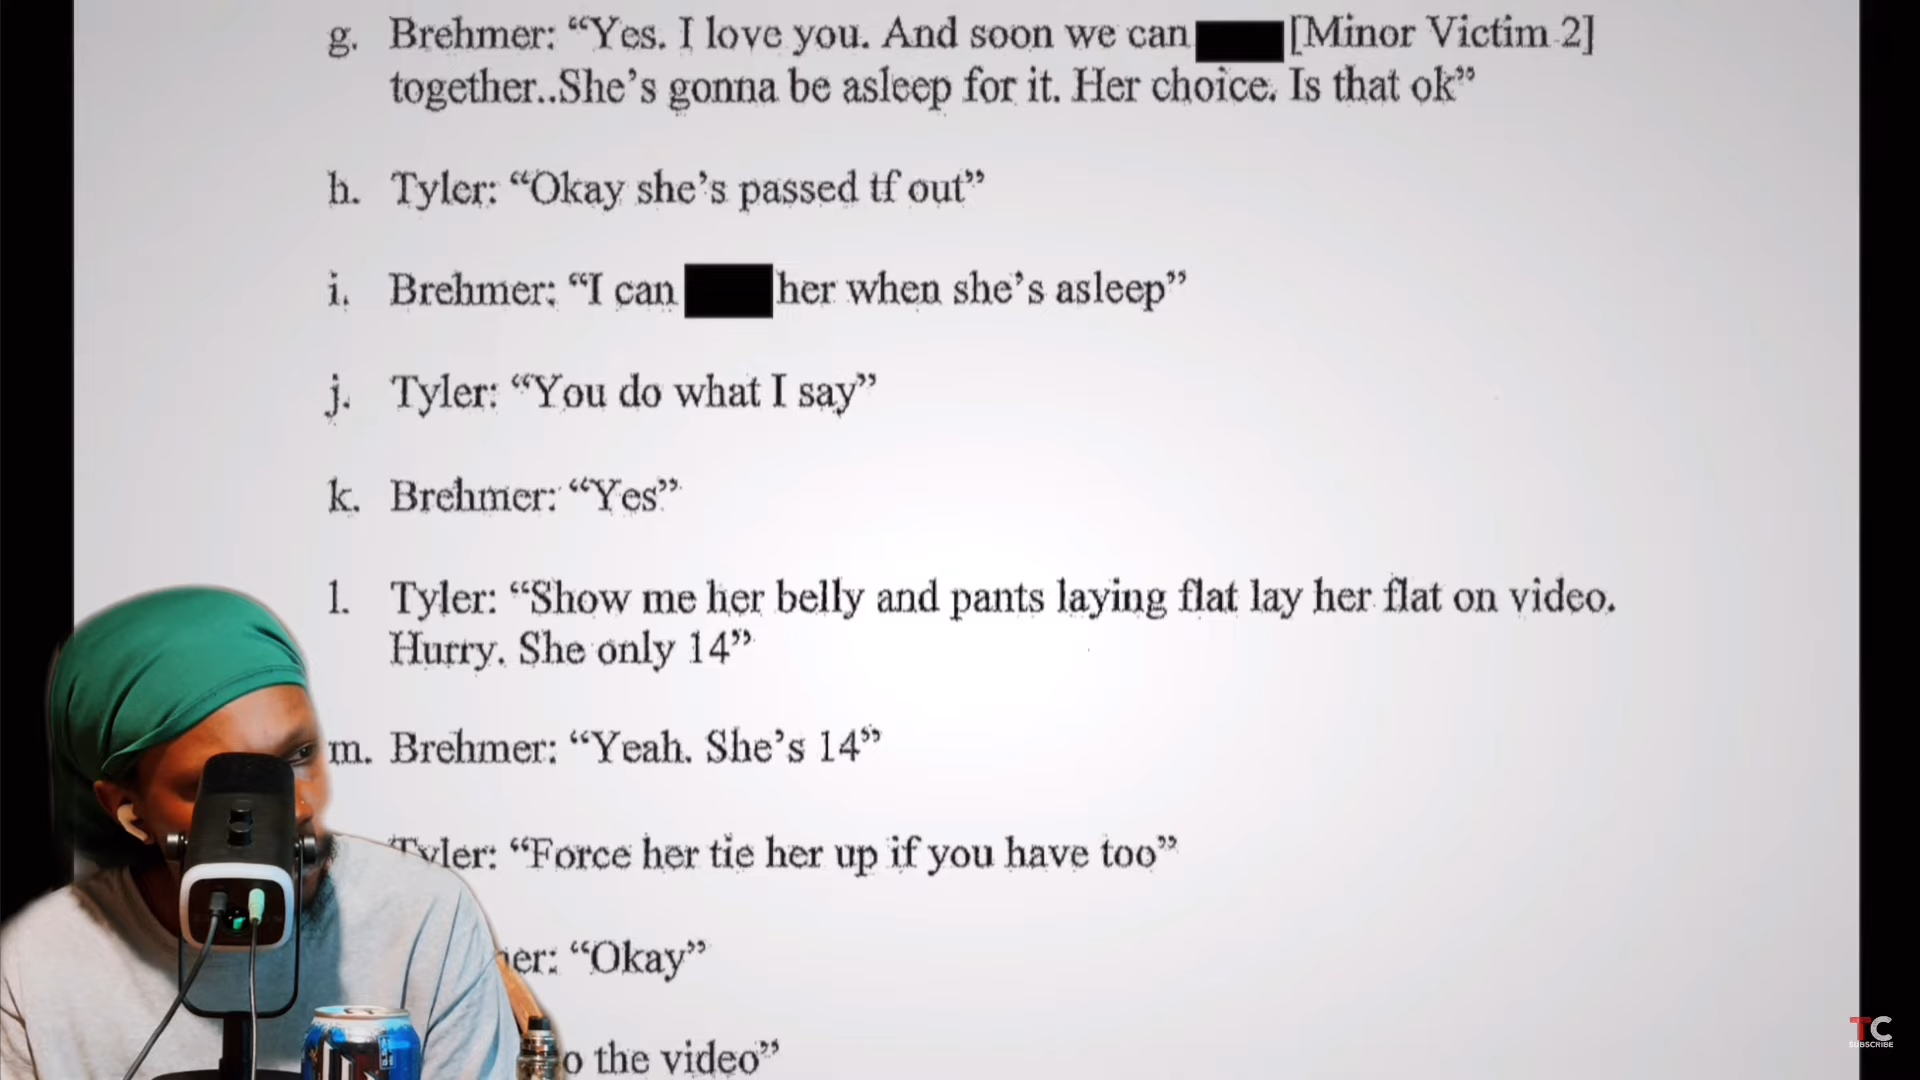 g. Brehmer: “Yes. I love you. And soon we can [Minor Victim 2]
together..She’s gonna be asleep for it. Her choice. Is that ok”
h. Tyler: “Okay she’s passed tf out”
i. Brehmer: “I can her when she’s asleep”
j. Tyler: “You do what I say”
k. Brehmer: “Yes”
l. Tyler: “Show me her belly and pants laying flat lay her flat on video.
Hurry. She only 14”
m. Brehmer: “Yeah. She’s 14”
Tyler: “Force her tie her up if you have too”
er: “Okay”
o the video”
TC
SUBSCRIBE